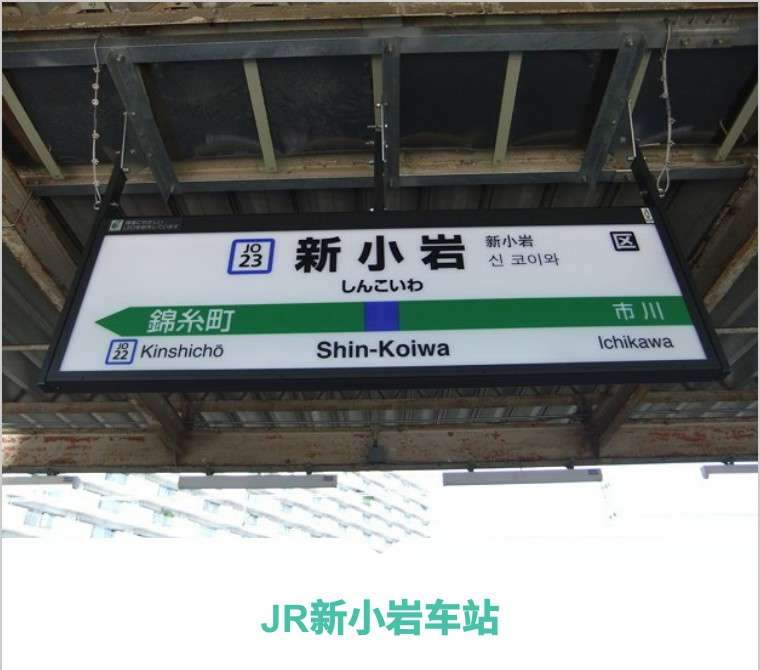 JO
23
新小岩
新小岩
신 코이와
しんこいわ
区
錦糸町
市川
JO
22
Kinshichō
Shin-Koiwa
Ichikawa
JR新小岩车站